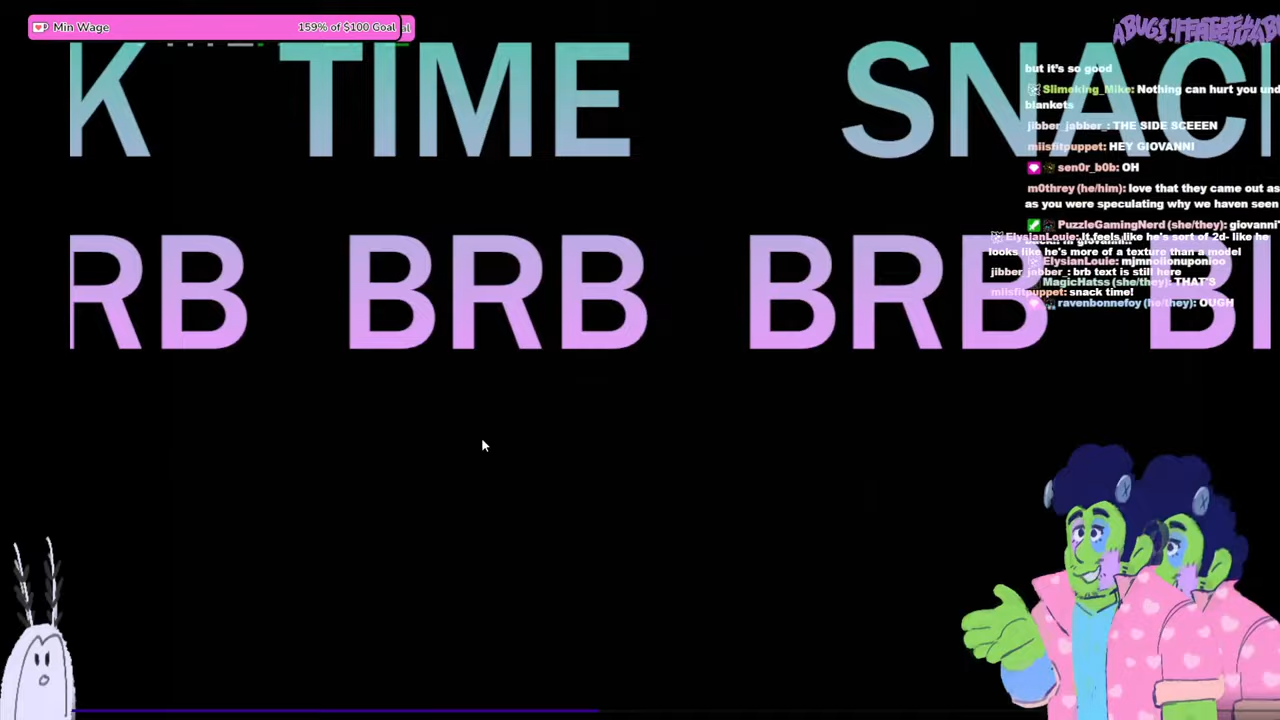 Min Wage 159% of $100 Goal
K TIME SNAC
but it's so good
Slimeking_Mike: Nothing can hurt you und
blankets
jibber_jabber_: THE SIDE SCEEEN
miisfitpuppet: HEY GIOVANNI
sen0r_b0b: OH
m0threy (he/him): love that they came out as
as you were speculating why we haven seen
PuzzleGamingNerd (she/they): giovanni'
ElysianLouie: It feels like he's sort of 2d- like he
looks like he's more of a texture than a model
ElysianLouie: mjmnoiionuponioo
jibber_jabber_: brb text is still here
MagicHatss (she/they): THAT'S
miisfitpuppet: snack time!
ravenbonnefoy (he/they): OUGH
RB BRB BRB B